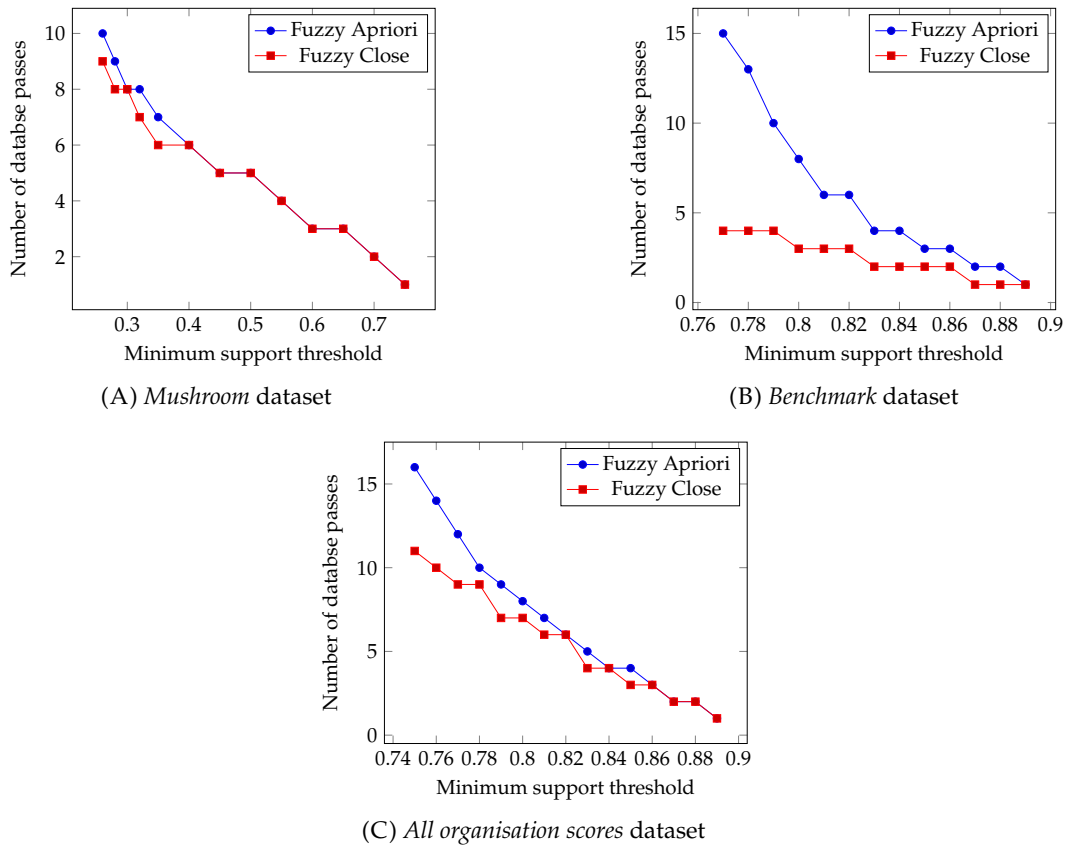 Fuzzy Apriori
Fuzzy Close
10
8
6
4
2
Number of databse passes
0.3 0.4 0.5 0.6 0.7
Minimum support threshold
(A) Mushroom dataset
Fuzzy Apriori
Fuzzy Close
15
10
5
0
Number of databse passes
0.76 0.78 0.8 0.82 0.84 0.86 0.88 0.9
Minimum support threshold
(B) Benchmark dataset
Fuzzy Apriori
Fuzzy Close
15
10
5
0
Number of databse passes
0.74 0.76 0.78 0.8 0.82 0.84 0.86 0.88 0.9
Minimum support threshold
(C) All organisation scores dataset